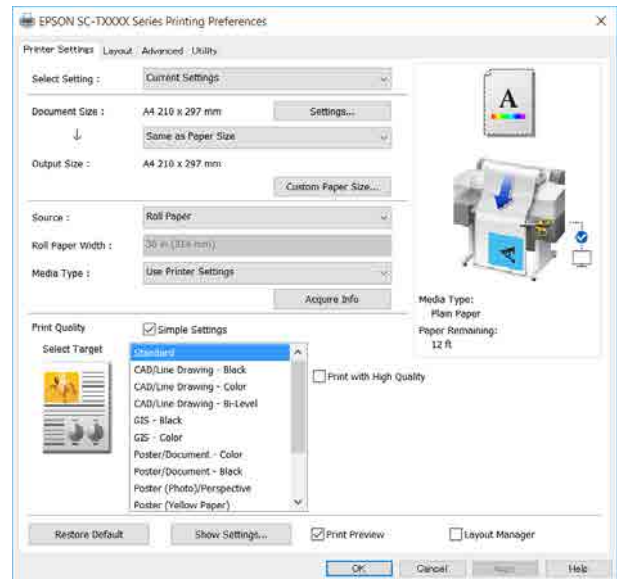 EPSON SC-TXXXX Series Printing Preferences
Printer Settings Layout Advanced Utility
Select Setting : Current Settings
Document Size : A4 210 x 297 mm Settings...
Same as Paper Size
Output Size : A4 210 x 297 mm
Custom Paper Size...
Source : Roll Paper
Roll Paper Width :
Media Type : Use Printer Settings
Acquire Info
A
Media Type:
Plain Paper
Paper Remaining:
12 ft
Print Quality Simple Settings
Select Target
Standard
CAD/Line Drawing - Black
CAD/Line Drawing - Color
CAD/Line Drawing - Bi-Level
GIS - Black
GIS - Color
Poster/Document - Color
Poster/Document - Black
Poster (Photo)/Perspective
Poster (Yellow Paper)
Print with High Quality
Restore Default Show Settings... Print Preview Layout Manager
OK Cancel Help